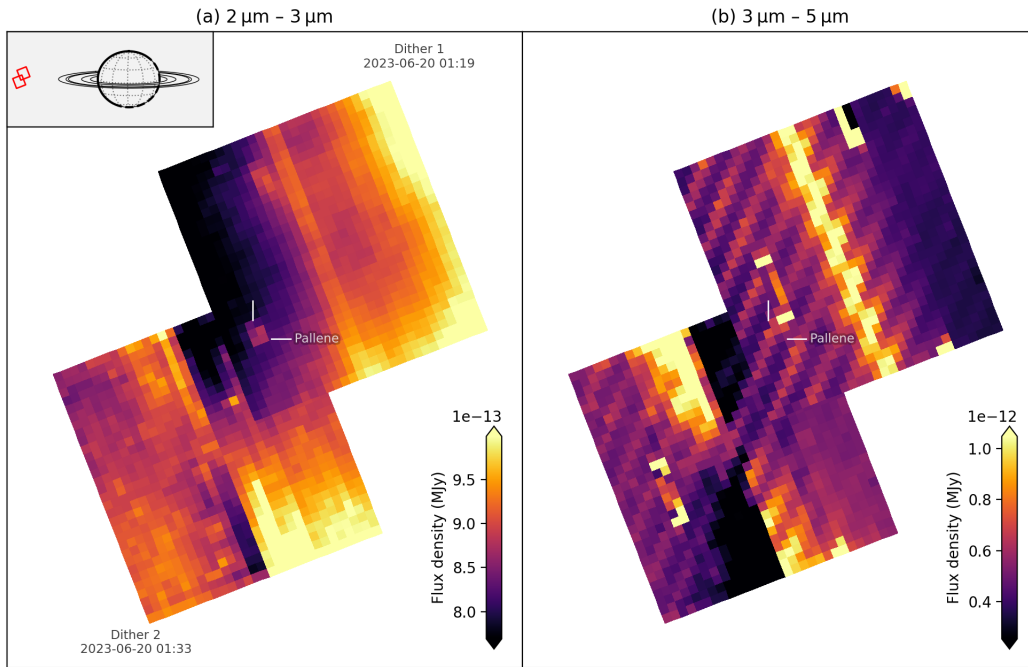 (a) 2 µm – 3 µm
(b) 3 µm – 5 µm
Dither 1
2023-06-20 01:19
Pallene
Pallene
1e−13
9.5
9.0
8.5
8.0
Flux density (MJy)
1e−12
1.0
0.8
0.6
0.4
Flux density (MJy)
Dither 2
2023-06-20 01:33